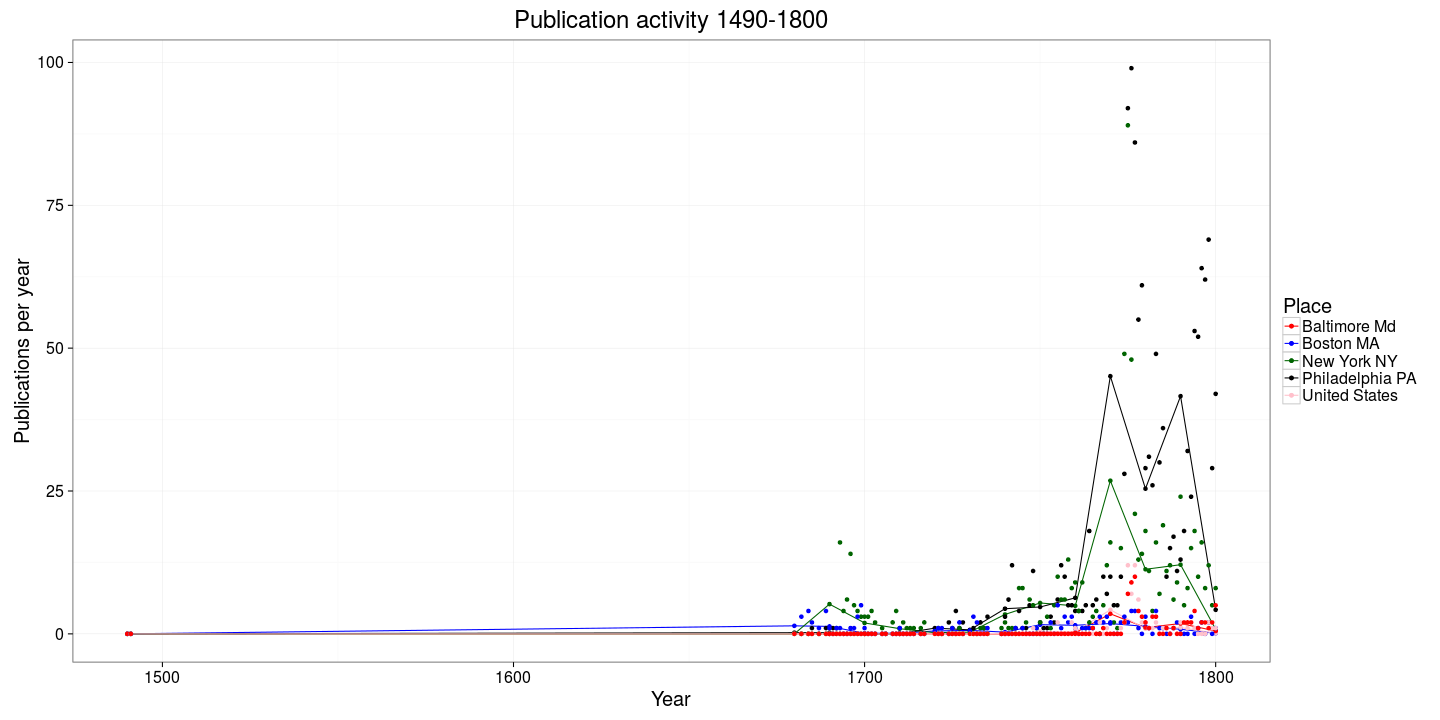 Publication activity 1490-1800
Publications per year
100
75
50
25
0
1500
1600
1700
1800
Year
Place
Baltimore Md
Boston MA
New York NY
Philadelphia PA
United States